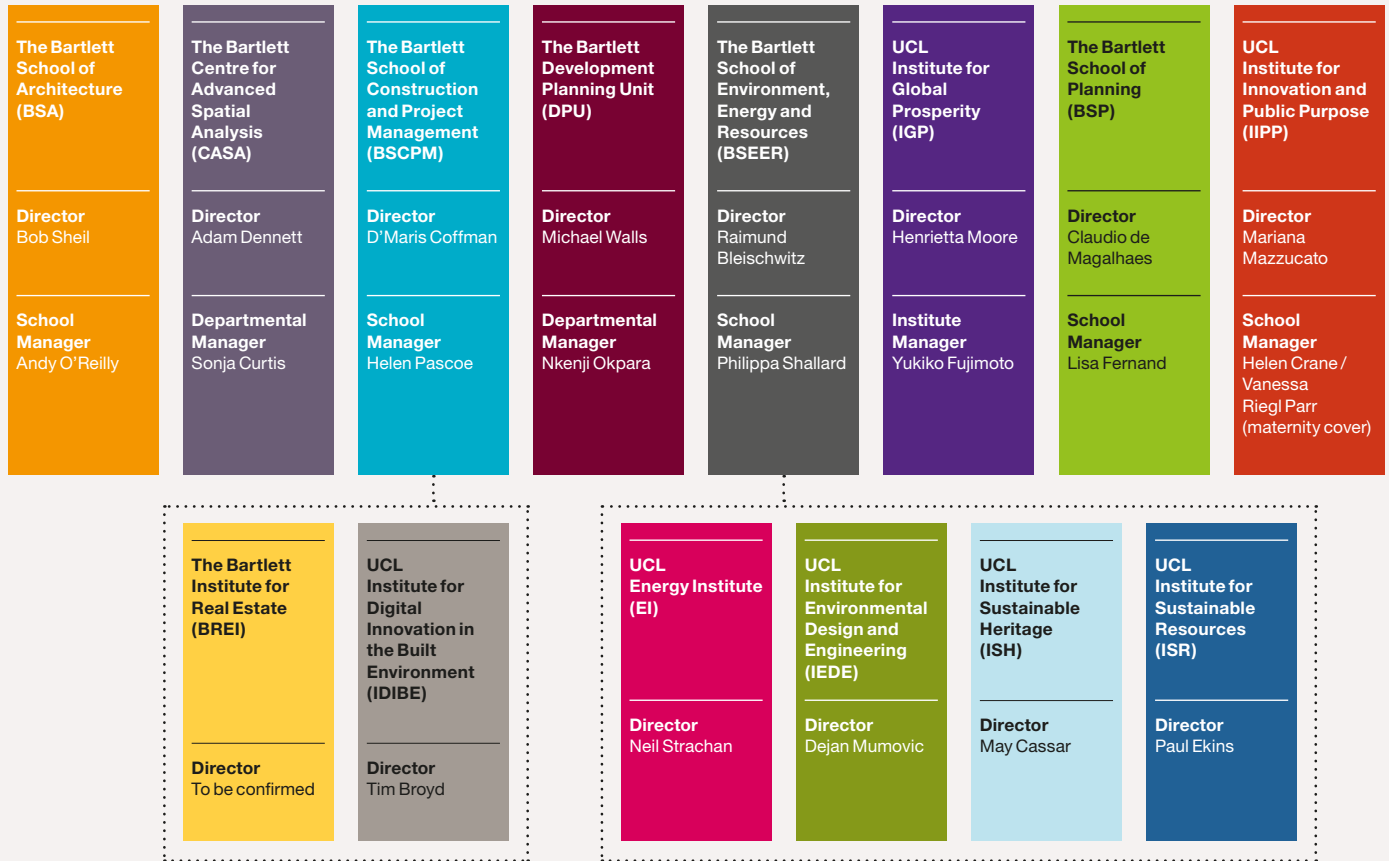 The Bartlett
School of
Architecture
(BSA)
Director
Bob Sheil
School
Manager
Andy O'Reilly
The Bartlett
Centre for
Advanced
Spatial
Analysis
(CASA)
Director
Adam Dennett
Departmental
Manager
Sonja Curtis
The Bartlett
School of
Construction
and Project
Management
(BSCPM)
Director
D'Maris Coffman
School
Manager
Helen Pascoe
The Bartlett
Development
Planning Unit
(DPU)
Director
Michael Walls
Departmental
Manager
Nkenji Okpara
The Bartlett
School of
Environment,
Energy and
Resources
(BSEER)
Director
Raimund
Bleischwitz
School
Manager
Philippa Shallard
UCL
Institute for
Global
Prosperity
(IGP)
Director
Henrietta Moore
Institute
Manager
Yukiko Fujimoto
The Bartlett
School of
Planning
(BSP)
Director
Claudio de
Magalhaes
School
Manager
Lisa Fernand
UCL
Institute for
Innovation and
Public Purpose
(IIPP)
Director
Mariana
Mazzucato
School
Manager
Helen Crane /
Vanessa
Riegl Parr
(maternity cover)
The Bartlett
Institute for
Real Estate
(BREI)
Director
To be confirmed
UCL
Institute for
Digital
Innovation in
the Built
Environment
(IDIBE)
Director
Tim Broyd
UCL
Energy Institute
(EI)
Director
Neil Strachan
UCL
Institute for
Environmental
Design and
Engineering
(IEDE)
Director
Dejan Mumovic
UCL
Institute for
Sustainable
Heritage
(ISH)
Director
May Cassar
UCL
Institute for
Sustainable
Resources
(ISR)
Director
Paul Ekins